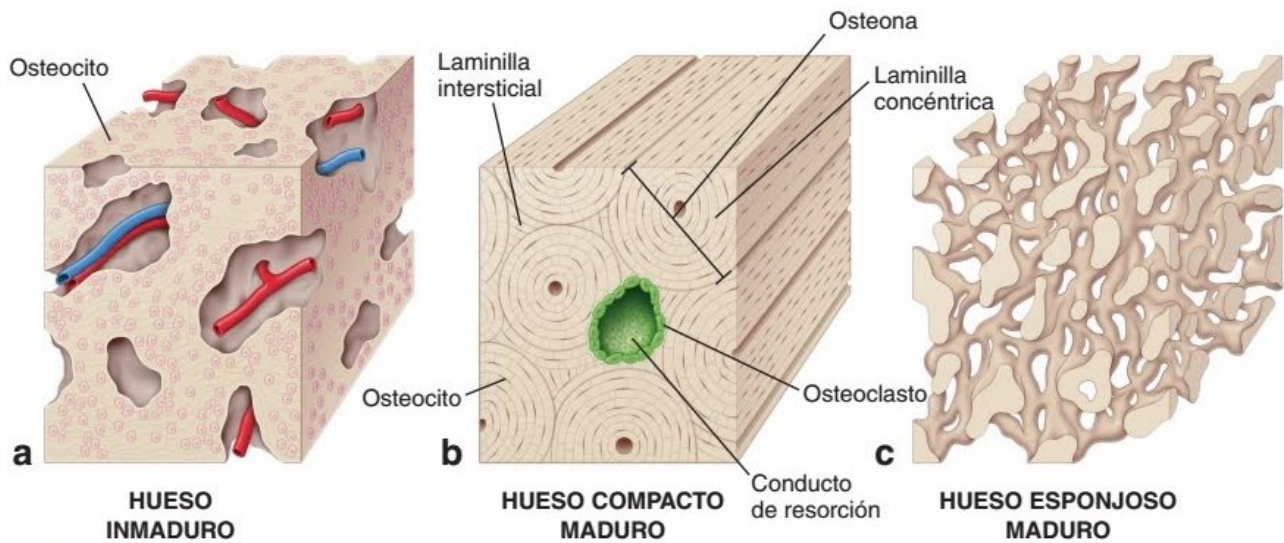 Osteocito
a
HUESO
INMADURO
Laminilla
intersticial
Osteona
Laminilla
concéntrica
Osteocito
Osteoclasto
Conducto
de resorción
b
HUESO COMPACTO
MADURO
c
HUESO ESPONJOSO
MADURO